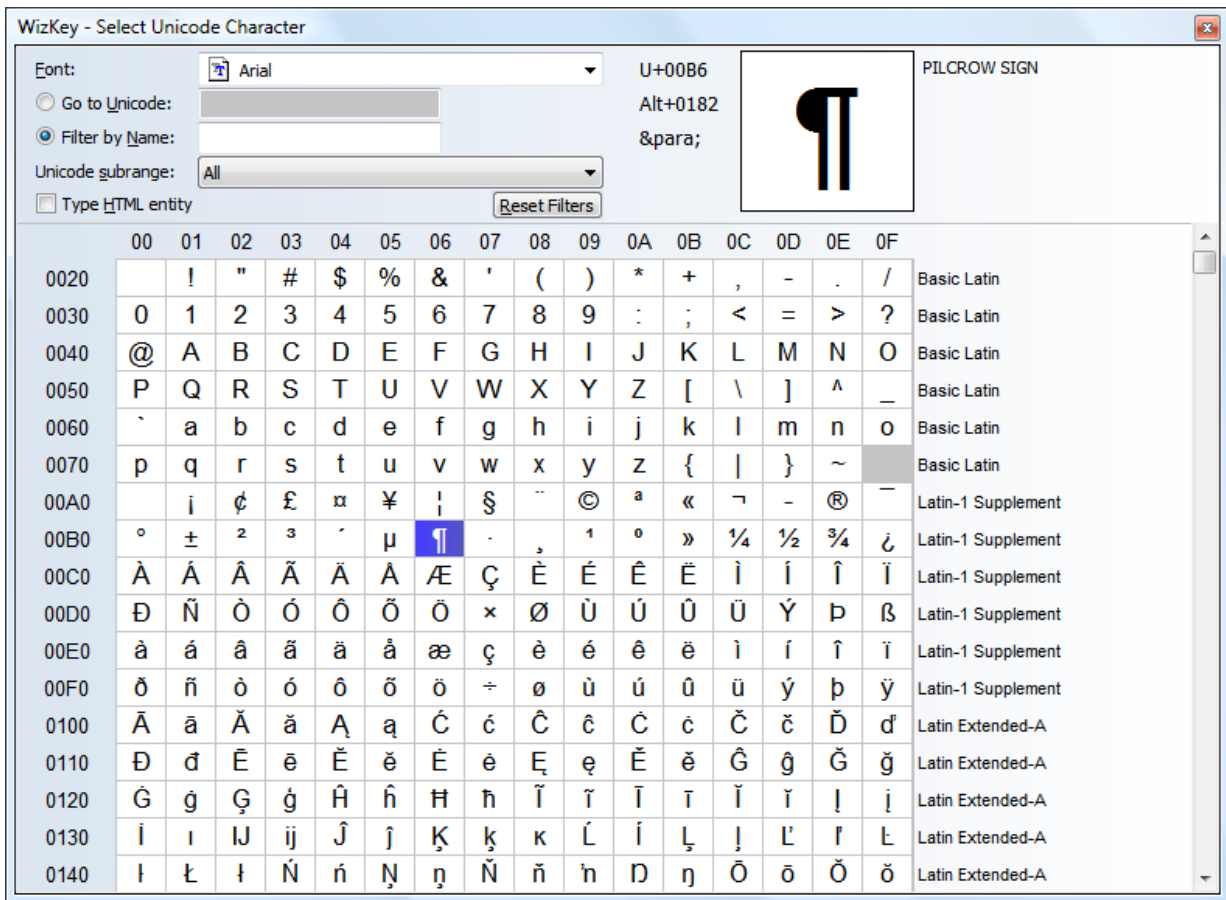 WizKey - Select Unicode Character
Font: Arial U+00B6 ¶ PILCROW SIGN
Go to Unicode: Alt+0182
Filter by Name: &para;
Unicode subrange: All
Type HTML entity Reset Filters
00 01 02 03 04 05 06 07 08 09 0A 0B 0C 0D 0E 0F
0020 ! " # $ % & ' ( ) * + , - . / Basic Latin
0030 0 1 2 3 4 5 6 7 8 9 : ; < = > ? Basic Latin
0040 @ A B C D E F G H I J K L M N O Basic Latin
0050 P Q R S T U V W X Y Z [ \ ] ^ _ Basic Latin
0060 ` a b c d e f g h i j k l m n o Basic Latin
0070 p q r s t u v w x y z { | } ~ Basic Latin
00A0 ¡ ¢ £ ¤ ¥ ¦ § ¨ © ª « ¬ - ® ¯ Latin-1 Supplement
00B0 ° ± ² ³ ´ µ ¶ · ¸ ¹ º » ¼ ½ ¾ ¿ Latin-1 Supplement
00C0 À Á Â Ã Ä Å Æ Ç È É Ê Ë Ì Í Î Ï Latin-1 Supplement
00D0 Ð Ñ Ò Ó Ô Õ Ö × Ø Ù Ú Û Ü Ý Þ ß Latin-1 Supplement
00E0 à á â ã ä å æ ç è é ê ë ì í î ï Latin-1 Supplement
00F0 ð ñ ò ó ô õ ö ÷ ø ù ú û ü ý þ ÿ Latin-1 Supplement
0100 Ā ā Ă ă Ą ą Ć ć Ĉ ĉ Ċ ċ Č č Ď ď Latin Extended-A
0110 Đ đ Ē ē Ĕ ĕ Ė ė Ę ę Ě ě Ĝ ĝ Ğ ğ Latin Extended-A
0120 Ġ ġ Ģ ģ Ĥ ĥ Ħ ħ Ĩ ĩ Ī ī Ĭ ĭ Į į Latin Extended-A
0130 İ ı Ĳ ĳ Ĵ ĵ Ķ ķ ĸ Ĺ ĺ Ļ ļ Ľ ľ Ŀ Latin Extended-A
0140 ŀ Ł ł Ń ń Ņ ņ Ň ň ŉ Ŋ ŋ Ō ō Ŏ ŏ Latin Extended-A